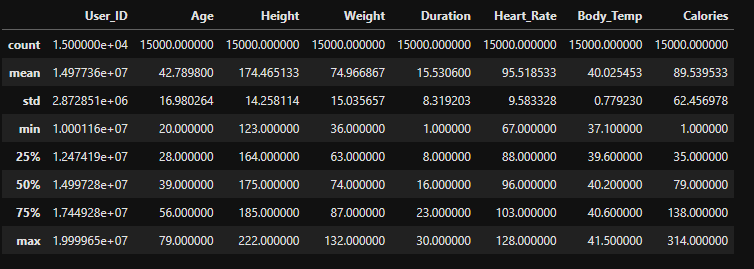 User_ID Age Height Weight Duration Heart_Rate Body_Temp Calories
count 1.500000e+04 15000.000000 15000.000000 15000.000000 15000.000000 15000.000000 15000.000000 15000.000000
mean 1.497736e+07 42.789800 174.465133 74.966867 15.530600 95.518533 40.025453 89.539533
std 2.872851e+06 16.980264 14.258114 15.035657 8.319203 9.583328 0.779230 62.456978
min 1.000116e+07 20.000000 123.000000 36.000000 1.000000 67.000000 37.100000 1.000000
25% 1.247419e+07 28.000000 164.000000 63.000000 8.000000 88.000000 39.600000 35.000000
50% 1.499728e+07 39.000000 175.000000 74.000000 16.000000 96.000000 40.200000 79.000000
75% 1.744928e+07 56.000000 185.000000 87.000000 23.000000 103.000000 40.600000 138.000000
max 1.999965e+07 79.000000 222.000000 132.000000 30.000000 128.000000 41.500000 314.000000